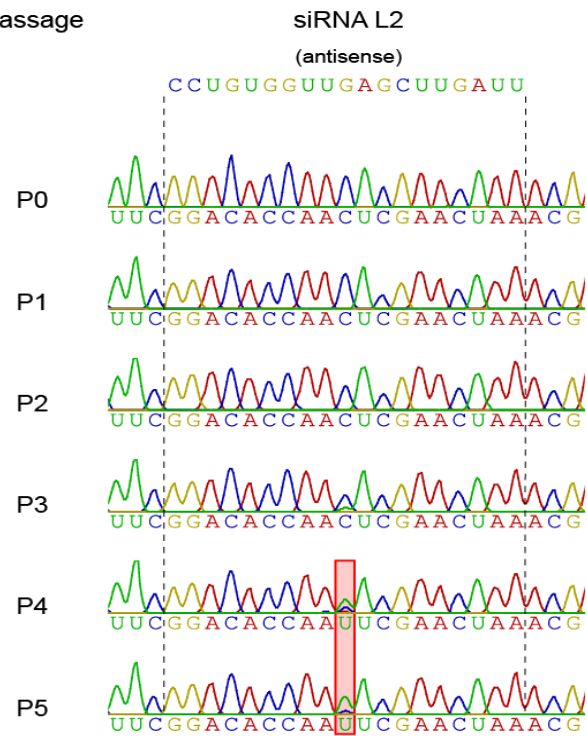 assage
siRNA L2
(antisense)
CCUGUGGUUGAGCUUGAUU
P0
UUCGGACACCAACUCGAACUAAACG
P1
UUCGGACACCAACUCGAACUAAACG
P2
UUCGGACACCAACUCGAACUAAACG
P3
UUCGGACACCAACUCGAACUAAACG
P4
UUCGGACACCAAUUCGAACUAAACG
P5
UUCGGACACCAAUUCGAACUAAACG